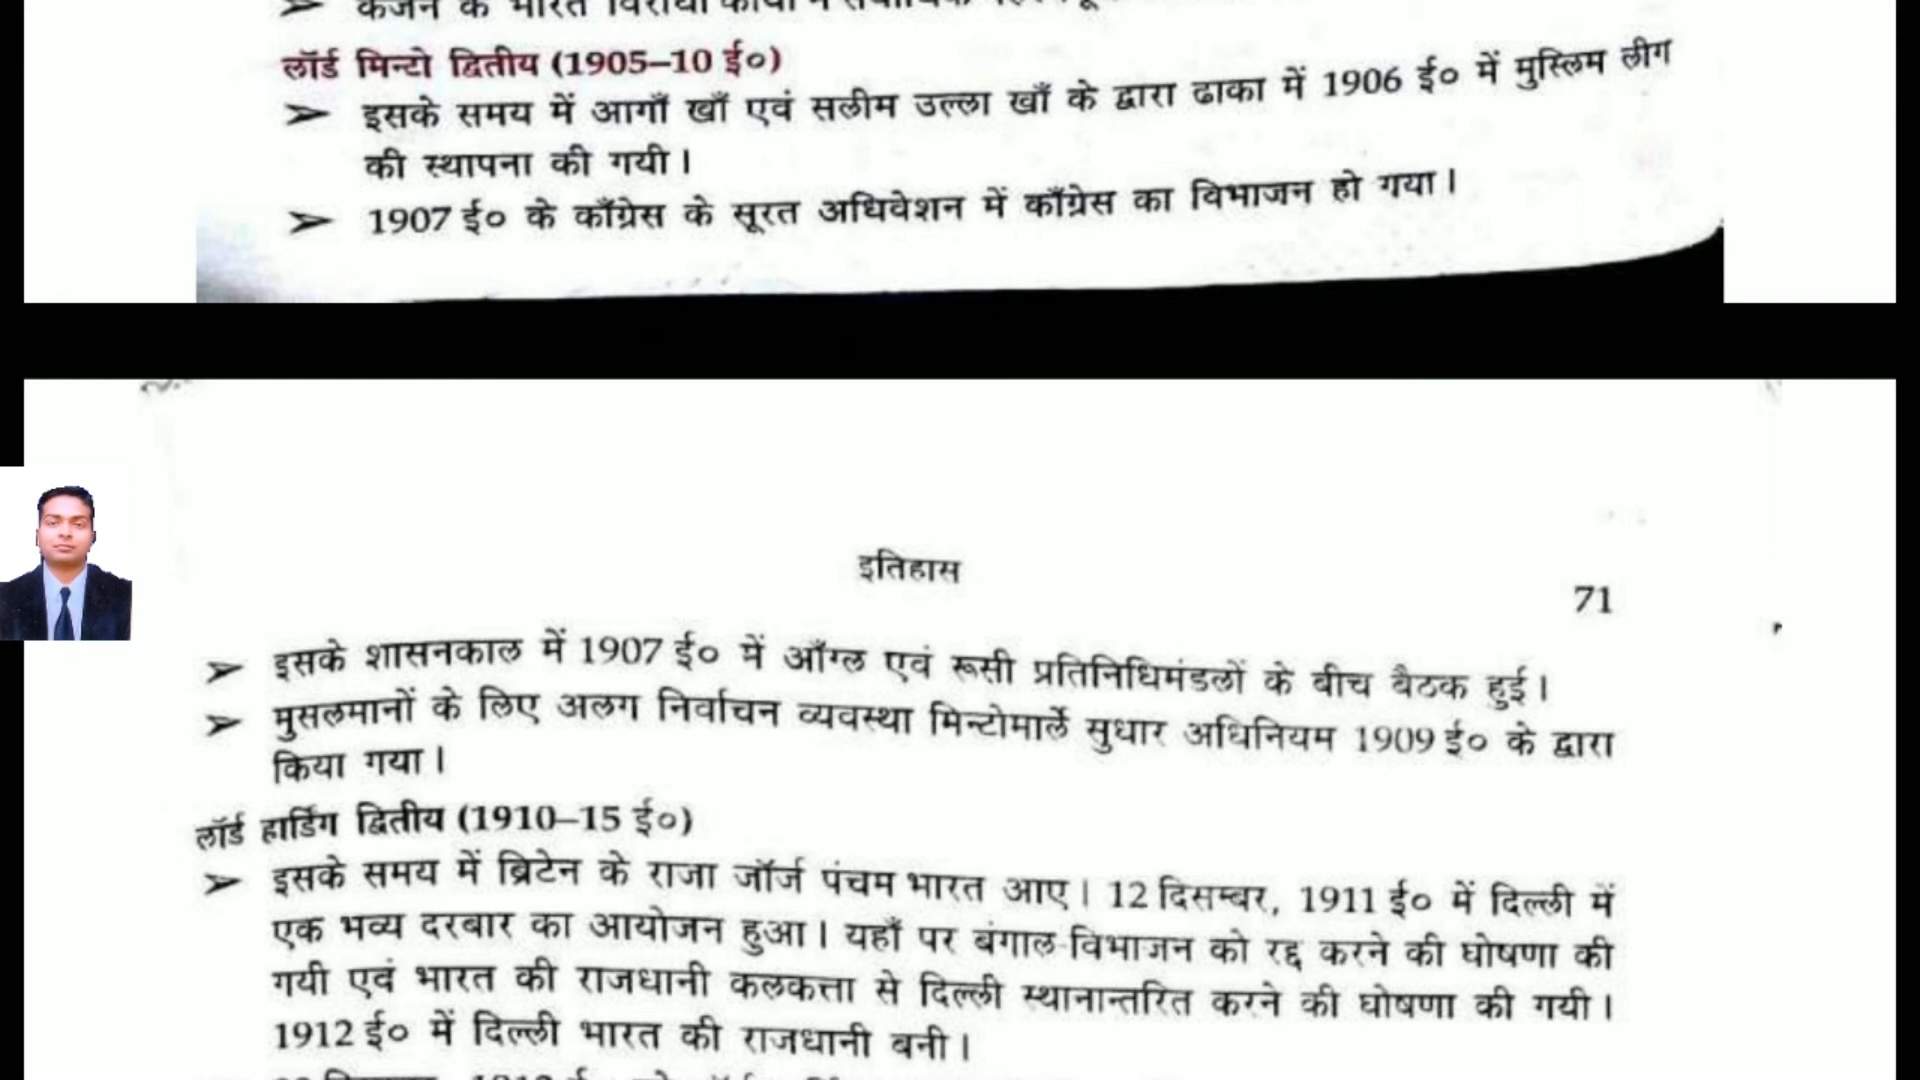 लॉर्ड मिन्टो द्वितीय (1905–10 ई०)
➢ इसके समय में आगाँ खाँ एवं सलीम उल्ला खाँ के द्वारा ढाका में 1906 ई० में मुस्लिम लीग
की स्थापना की गयी।
➢ 1907 ई० के काँग्रेस के सूरत अधिवेशन में काँग्रेस का विभाजन हो गया।
इतिहास
71
➢ इसके शासनकाल में 1907 ई० में आँग्ल एवं रूसी प्रतिनिधिमंडलों के बीच बैठक हुई।
➢ मुसलमानों के लिए अलग निर्वाचन व्यवस्था मिन्टोमार्ले सुधार अधिनियम 1909 ई० के द्वारा
किया गया।
लॉर्ड हार्डिंग द्वितीय (1910–15 ई०)
➢ इसके समय में ब्रिटेन के राजा जॉर्ज पंचम भारत आए। 12 दिसम्बर, 1911 ई० में दिल्ली में
एक भव्य दरबार का आयोजन हुआ। यहाँ पर बंगाल-विभाजन को रद्द करने की घोषणा की
गयी एवं भारत की राजधानी कलकत्ता से दिल्ली स्थानान्तरित करने की घोषणा की गयी।
1912 ई० में दिल्ली भारत की राजधानी बनी।